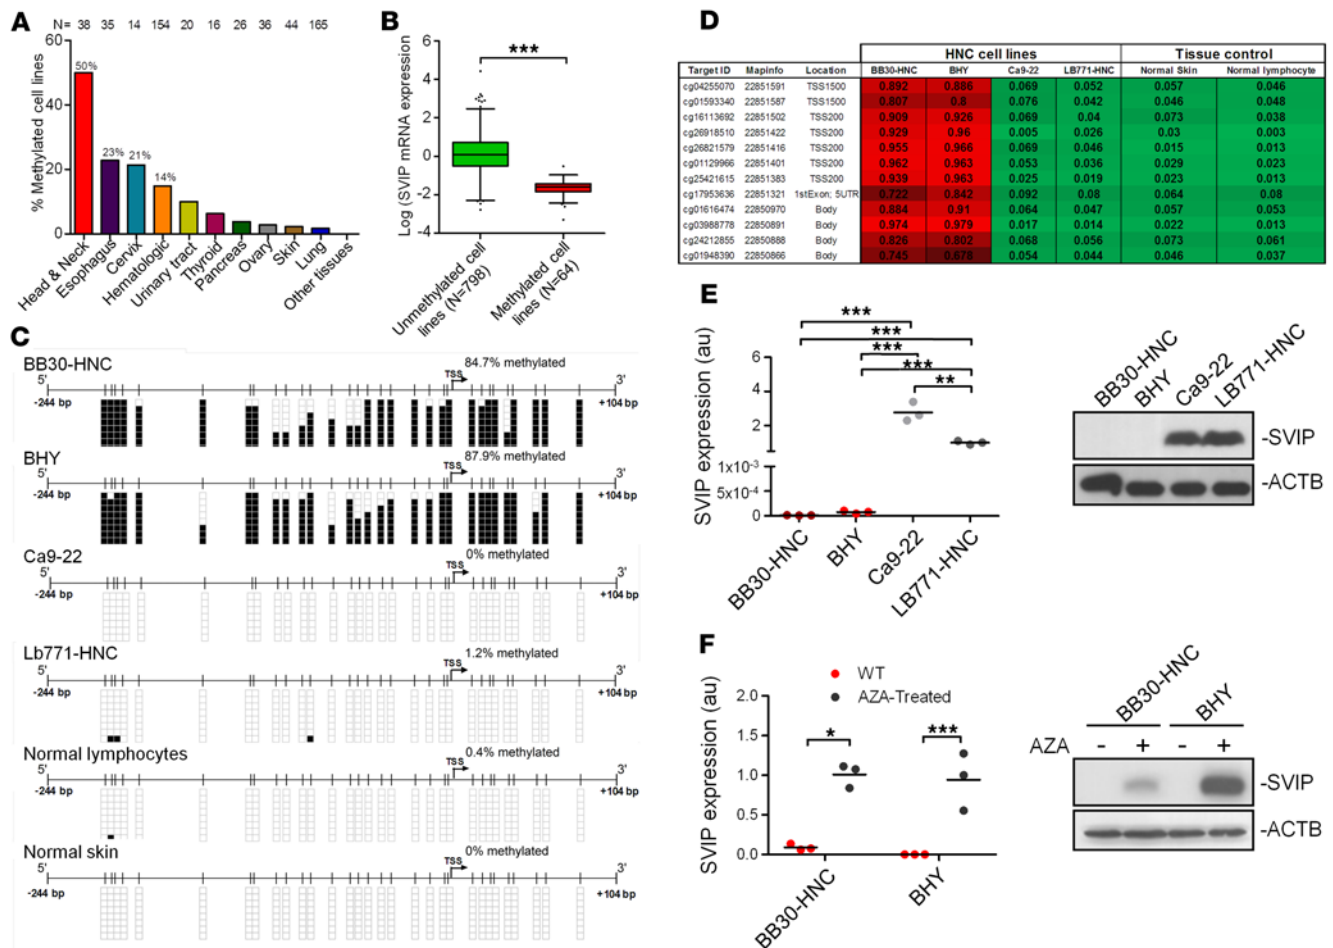 A
N= 38 35 14 154 20 16 26 36 44 165
% Methylated cell lines
60
40
20
0
50%
23%
21%
14%
Head & Neck
Esophagus
Cervix
Hematologic
Urinary tract
Thyroid
Pancreas
Ovary
Skin
Lung
Other tissues
B
Log (SVIP mRNA expression)
6
4
2
0
-2
-4
***
Unmethylated cell
lines (N=798)
Methylated cell
lines (N=64)
C
BB30-HNC
84.7% methylated
5' TSS 3'
-244 bp +104 bp
BHY
87.9% methylated
5' TSS 3'
-244 bp +104 bp
Ca9-22
0% methylated
5' TSS 3'
-244 bp +104 bp
Lb771-HNC
1.2% methylated
5' TSS 3'
-244 bp +104 bp
Normal lymphocytes
0.4% methylated
5' TSS 3'
-244 bp +104 bp
Normal skin
0% methylated
5' TSS 3'
-244 bp +104 bp
D
HNC cell lines Tissue control
Target ID Mapinfo Location BB30-HNC BHY Ca9-22 LB771-HNC Normal Skin Normal lymphocyte
cg04255070 22851591 TSS1500 0.892 0.886 0.069 0.052 0.057 0.046
cg01593340 22851587 TSS1500 0.807 0.8 0.076 0.042 0.046 0.048
cg16113692 22851502 TSS200 0.909 0.926 0.069 0.04 0.073 0.038
cg26918510 22851422 TSS200 0.929 0.96 0.005 0.026 0.03 0.003
cg26821579 22851416 TSS200 0.955 0.966 0.069 0.046 0.015 0.013
cg01129966 22851401 TSS200 0.962 0.963 0.053 0.036 0.029 0.023
cg25421615 22851383 TSS200 0.939 0.963 0.025 0.019 0.023 0.013
cg17953636 22851321 1stExon; 5UTR 0.722 0.842 0.092 0.08 0.064 0.08
cg01616474 22850970 Body 0.884 0.91 0.064 0.047 0.057 0.053
cg03988778 22850891 Body 0.974 0.979 0.017 0.014 0.022 0.013
cg24212855 22850888 Body 0.826 0.802 0.068 0.056 0.073 0.061
cg01948390 22850866 Body 0.745 0.678 0.054 0.044 0.046 0.037
E
SVIP expression (au)
***
***
***
***
**
6
4
2
1x10⁻³
5x10⁻⁴
0
BB30-HNC
BHY
Ca9-22
LB771-HNC
BB30-HNC
BHY
Ca9-22
LB771-HNC
-SVIP
-ACTB
F
WT
AZA-Treated
SVIP expression (au)
2.0
1.5
1.0
0.5
0.0
*
***
BB30-HNC
BHY
BB30-HNC
BHY
AZA - + - +
-SVIP
-ACTB